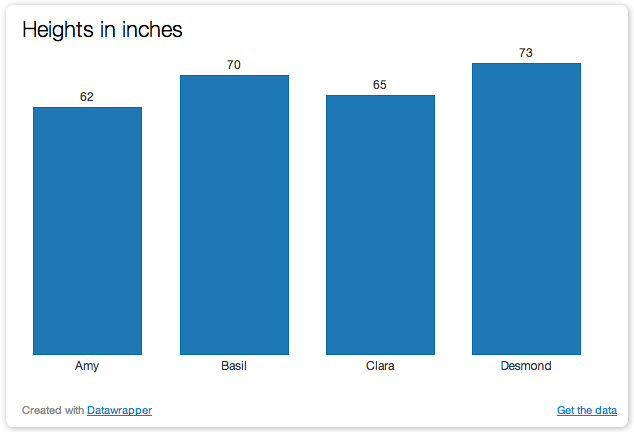 Heights in inches
62
70
65
73
Amy
Basil
Clara
Desmond
Created with Datawrapper
Get the data